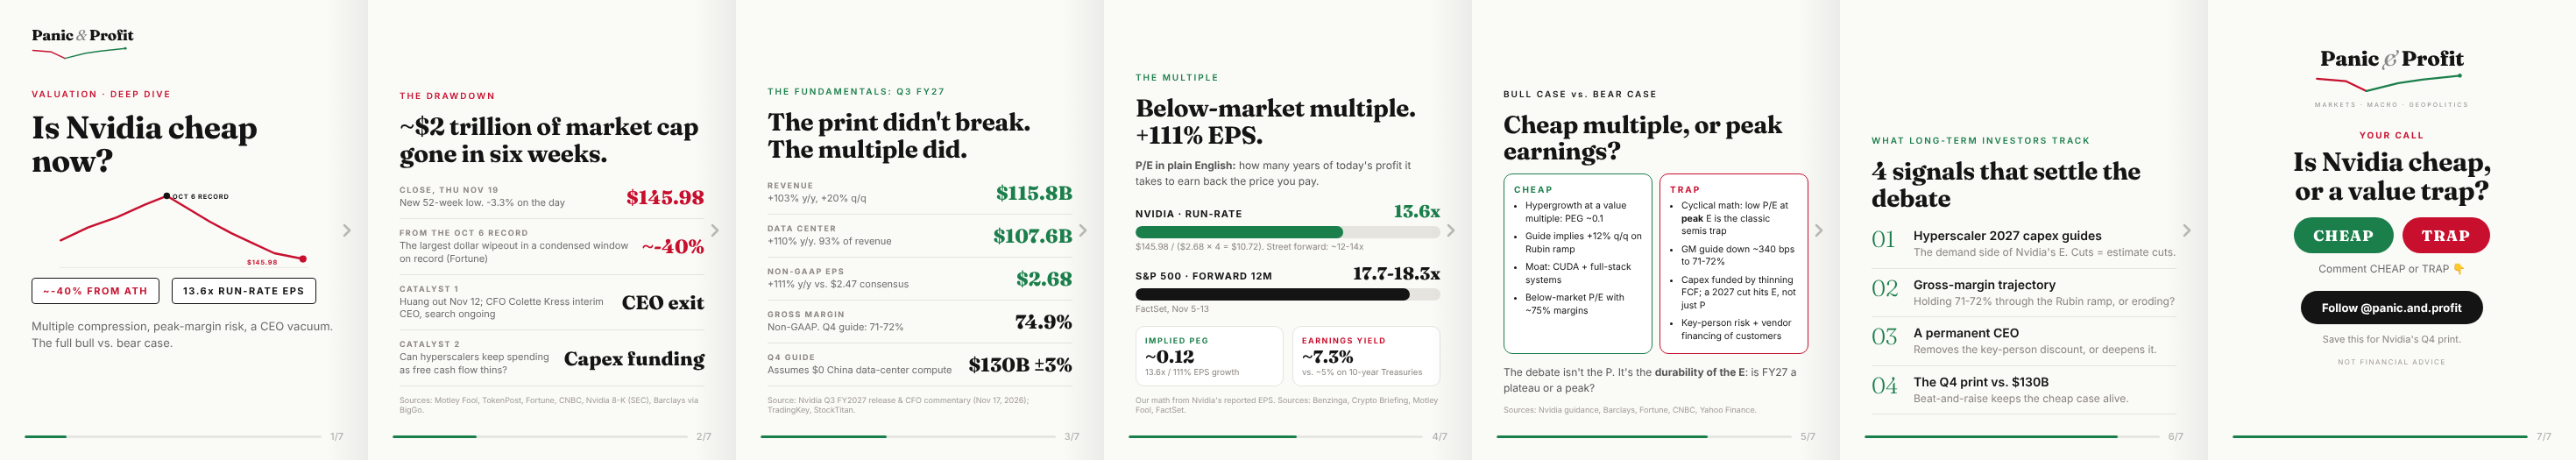 Panic & Profit
VALUATION · DEEP DIVE
Is Nvidia cheap
now?
OCT 6 RECORD
$145.98
~-40% FROM ATH
13.6x RUN-RATE EPS
Multiple compression, peak-margin risk, a CEO vacuum.
The full bull vs. bear case.
1/7
THE DRAWDOWN
~$2 trillion of market cap
gone in six weeks.
CLOSE, THU NOV 19
New 52-week low. -3.3% on the day
$145.98
FROM THE OCT 6 RECORD
The largest dollar wipeout in a condensed window
on record (Fortune)
~-40%
CATALYST 1
Huang out Nov 12; CFO Colette Kress interim
CEO, search ongoing
CEO exit
CATALYST 2
Can hyperscalers keep spending
as free cash flow thins?
Capex funding
Sources: Motley Fool, TokenPost, Fortune, CNBC, Nvidia 8-K (SEC), Barclays via
BigGo.
2/7
THE FUNDAMENTALS: Q3 FY27
The print didn't break.
The multiple did.
REVENUE
+103% y/y, +20% q/q
$115.8B
DATA CENTER
+110% y/y. 93% of revenue
$107.6B
NON-GAAP EPS
+111% y/y vs. $2.47 consensus
$2.68
GROSS MARGIN
Non-GAAP. Q4 guide: 71-72%
74.9%
Q4 GUIDE
Assumes $0 China data-center compute
$130B ±3%
Source: Nvidia Q3 FY2027 release & CFO commentary (Nov 17, 2026);
TradingKey, StockTitan.
3/7
THE MULTIPLE
Below-market multiple.
+111% EPS.
P/E in plain English: how many years of today's profit it
takes to earn back the price you pay.
NVIDIA · RUN-RATE
13.6x
$145.98 / ($2.68 × 4 = $10.72). Street forward: ~12-14x
S&P 500 · FORWARD 12M
17.7-18.3x
FactSet, Nov 5-13
IMPLIED PEG
~0.12
13.6x / 111% EPS growth
EARNINGS YIELD
~7.3%
vs. ~5% on 10-year Treasuries
Our math from Nvidia's reported EPS. Sources: Benzinga, Crypto Briefing, Motley
Fool, FactSet.
4/7
BULL CASE vs. BEAR CASE
Cheap multiple, or peak
earnings?
CHEAP
• Hypergrowth at a value
multiple: PEG ~0.1
• Guide implies +12% q/q on
Rubin ramp
• Moat: CUDA + full-stack
systems
• Below-market P/E with
~75% margins
TRAP
• Cyclical math: low P/E at
peak E is the classic
semis trap
• GM guide down ~340 bps
to 71-72%
• Capex funded by thinning
FCF; a 2027 cut hits E, not
just P
• Key-person risk + vendor
financing of customers
The debate isn't the P. It's the durability of the E: is FY27 a
plateau or a peak?
Sources: Nvidia guidance, Barclays, Fortune, CNBC, Yahoo Finance.
5/7
WHAT LONG-TERM INVESTORS TRACK
4 signals that settle the
debate
01
Hyperscaler 2027 capex guides
The demand side of Nvidia's E. Cuts = estimate cuts.
02
Gross-margin trajectory
Holding 71-72% through the Rubin ramp, or eroding?
03
A permanent CEO
Removes the key-person discount, or deepens it.
04
The Q4 print vs. $130B
Beat-and-raise keeps the cheap case alive.
6/7
Panic & Profit
MARKETS · MACRO · GEOPOLITICS
YOUR CALL
Is Nvidia cheap,
or a value trap?
CHEAP
TRAP
Comment CHEAP or TRAP 👇
Follow @panic.and.profit
Save this for Nvidia's Q4 print.
NOT FINANCIAL ADVICE
7/7